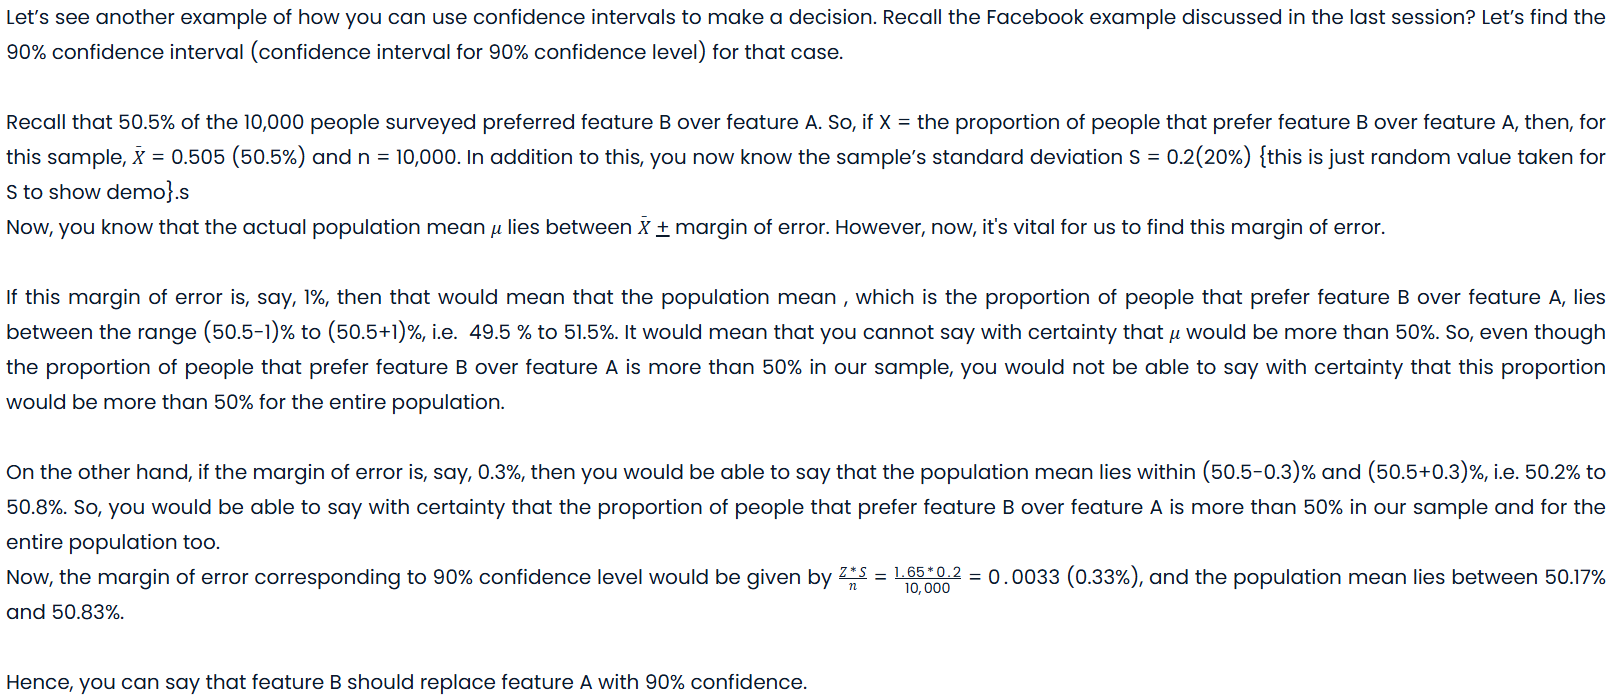 Let's see another example of how you can use confidence intervals to make a decision. Recall the Facebook example discussed in the last session? Let's find the
90% confidence interval (confidence interval for 90% confidence level) for that case.
Recall that 50.5% of the 10,000 people surveyed preferred feature B over feature A. So, if X = the proportion of people that prefer feature B over feature A, then, for
this sample, X̄ = 0.505 (50.5%) and n = 10,000. In addition to this, you now know the sample's standard deviation S = 0.2(20%) {this is just random value taken for
S to show demo}.s
Now, you know that the actual population mean μ lies between X̄ ± margin of error. However, now, it's vital for us to find this margin of error.
If this margin of error is, say, 1%, then that would mean that the population mean , which is the proportion of people that prefer feature B over feature A, lies
between the range (50.5-1)% to (50.5+1)%, i.e. 49.5 % to 51.5%. It would mean that you cannot say with certainty that μ would be more than 50%. So, even though
the proportion of people that prefer feature B over feature A is more than 50% in our sample, you would not be able to say with certainty that this proportion
would be more than 50% for the entire population.
On the other hand, if the margin of error is, say, 0.3%, then you would be able to say that the population mean lies within (50.5-0.3)% and (50.5+0.3)%, i.e. 50.2% to
50.8%. So, you would be able to say with certainty that the proportion of people that prefer feature B over feature A is more than 50% in our sample and for the
entire population too.
Now, the margin of error corresponding to 90% confidence level would be given by Z*S/n = 1.65*0.2/10,000 = 0.0033 (0.33%), and the population mean lies between 50.17%
and 50.83%.
Hence, you can say that feature B should replace feature A with 90% confidence.